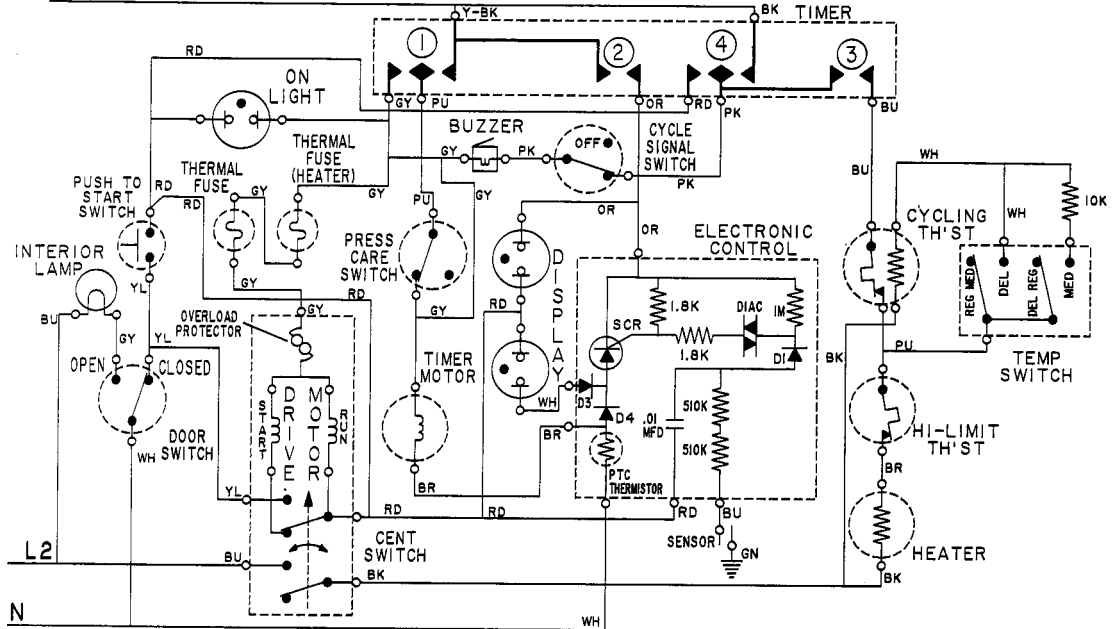 Y-BK
BK
TIMER
1
2
4
3
RD
ON
LIGHT
GY
PU
OR
RD
PK
BU
BUZZER
GY
PK
OFF
CYCLE
SIGNAL
SWITCH
PK
THERMAL
FUSE
(HEATER)
THERMAL
FUSE
GY
GY
PUSH TO
START
SWITCH
RD
RD
PU
GY
OR
OR
BU
WH
WH
10K
CYCLING
TH'ST
PRESS
CARE
SWITCH
DISPLAY
ELECTRONIC
CONTROL
INTERIOR
LAMP
YL
GY
RD
GY
RD
1.8K
DIAC
1M
SCR
1.8K
D1
REG MED
DEL
DEL REG
MED
BU
OVERLOAD
PROTECTOR
GY
GY
YL
OPEN
CLOSED
TIMER
MOTOR
BK
PU
TEMP
SWITCH
WH
D3
D4
510K
.01
MFD
510K
START
DRIVE
MOTOR
RUN
BR
HI-LIMIT
TH'ST
DOOR
SWITCH
WH
PTC
THERMISTOR
BR
BR
YL
RD
RD
RD
BU
CENT
SWITCH
SENSOR
GN
HEATER
L2
BU
BK
BK
N
WH